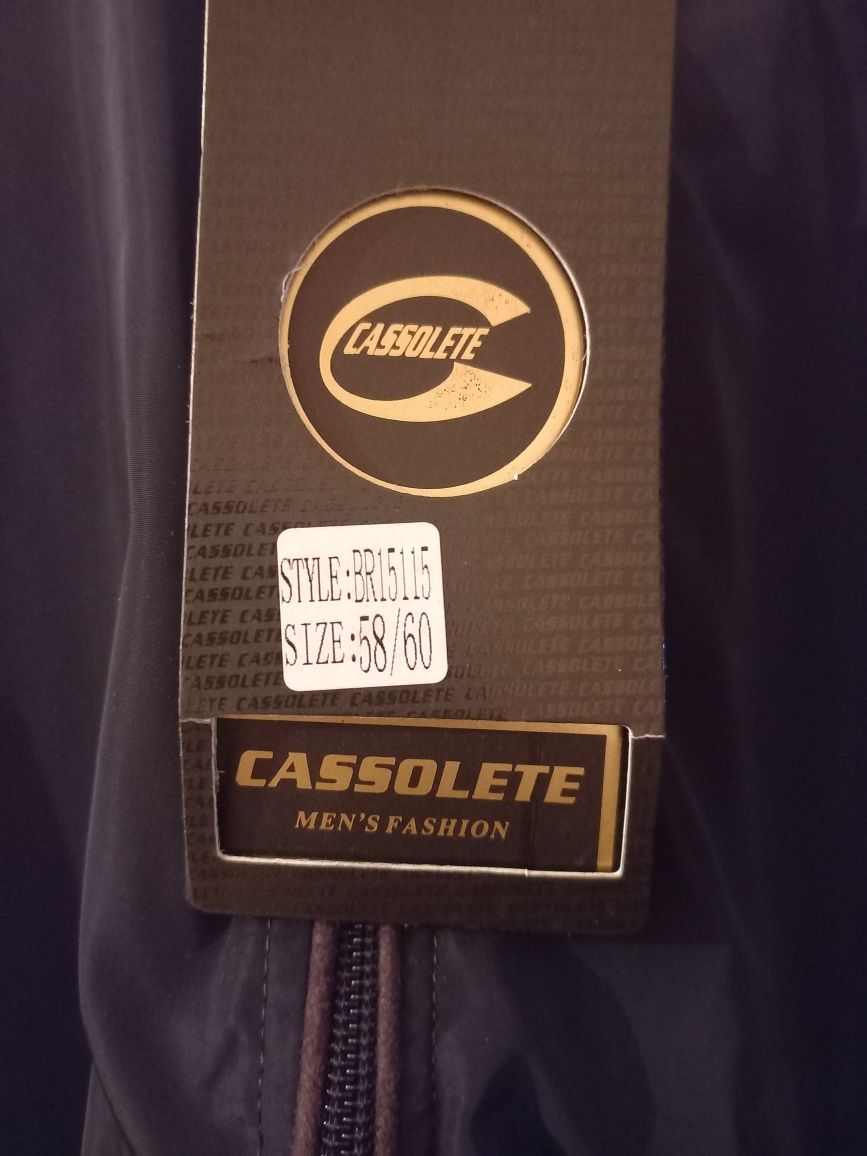 CASSOLETE
STYLE:BR15115
SIZE:58/60
CASSOLETE
MEN'S FASHION